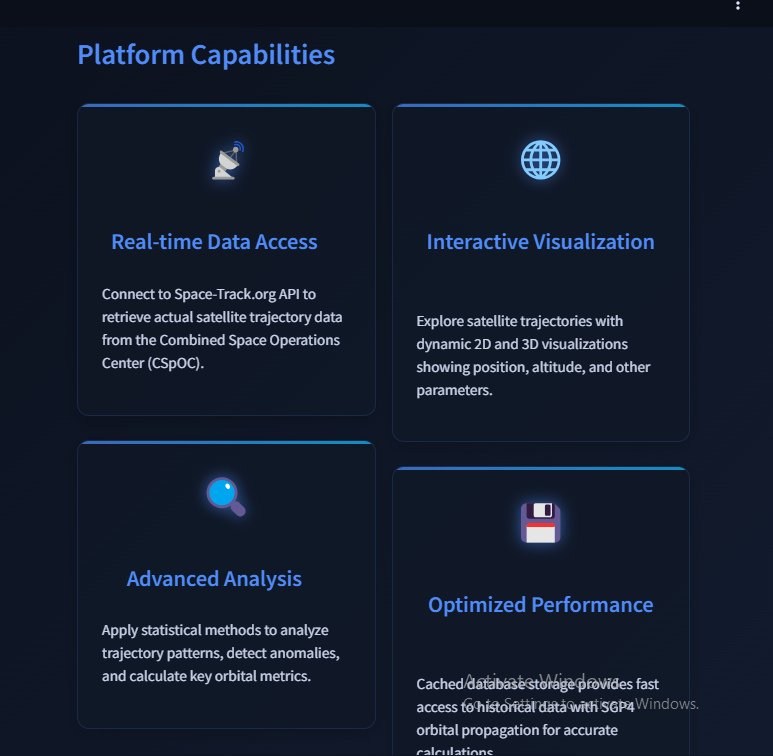 Platform Capabilities
Real-time Data Access
Connect to Space-Track.org API to
retrieve actual satellite trajectory data
from the Combined Space Operations
Center (CSpOC).
Interactive Visualization
Explore satellite trajectories with
dynamic 2D and 3D visualizations
showing position, altitude, and other
parameters.
Advanced Analysis
Apply statistical methods to analyze
trajectory patterns, detect anomalies,
and calculate key orbital metrics.
Optimized Performance
Cached database storage provides fast
access to historical data with SGP4
orbital propagation for accurate
calculations.
Activate Windows
Go to Settings to activate Windows.